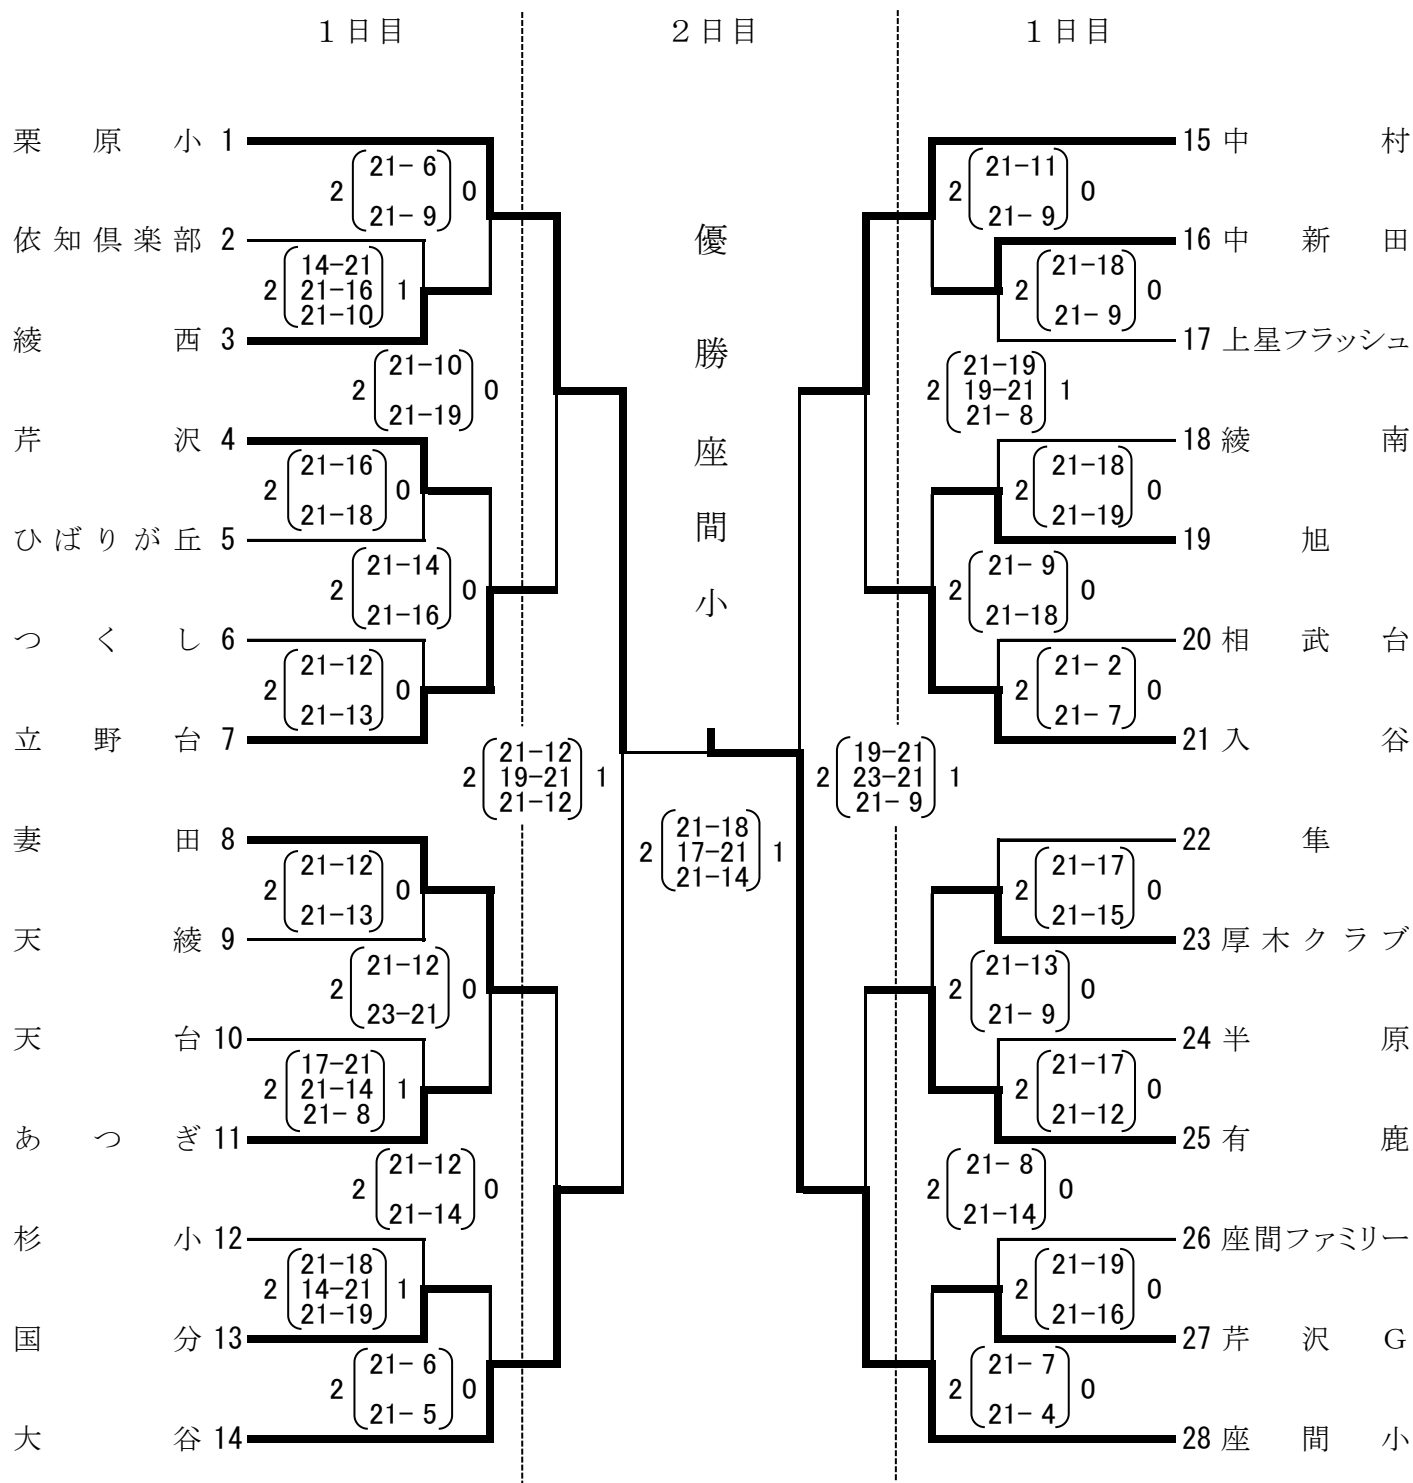 1日目 2日目 1日目
栗原小 1
2 (21-6 21-9) 0
依知倶楽部 2
2 (14-21 21-16 21-10) 1
綾西 3
2 (21-10 21-19) 0
芹沢 4
2 (21-16 21-18) 0
ひばりが丘 5
2 (21-14 21-16) 0
つくし 6
2 (21-12 21-13) 0
立野台 7
2 (21-12 19-21 21-12) 1
妻田 8
2 (21-12 21-13) 0
天綾 9
2 (21-12 23-21) 0
天台 10
2 (17-21 21-14 21-8) 1
あつぎ 11
2 (21-12 21-14) 0
杉小 12
2 (21-18 14-21 21-19) 1
国分 13
2 (21-6 21-5) 0
大谷 14
優勝座間小
2 (21-18 17-21 21-14) 1
15 中村
2 (21-11 21-9) 0
16 中新田
2 (21-18 21-9) 0
17 上星フラッシュ
2 (21-19 19-21 21-8) 1
18 綾南
2 (21-18 21-19) 0
19 旭
2 (21-9 21-18) 0
20 相武台
2 (21-2 21-7) 0
21 入谷
2 (19-21 23-21 21-9) 1
22 隼
2 (21-17 21-15) 0
23 厚木クラブ
2 (21-13 21-9) 0
24 半原
2 (21-17 21-12) 0
25 有鹿
2 (21-8 21-14) 0
26 座間ファミリー
2 (21-19 21-16) 0
27 芹沢G
2 (21-7 21-4) 0
28 座間小